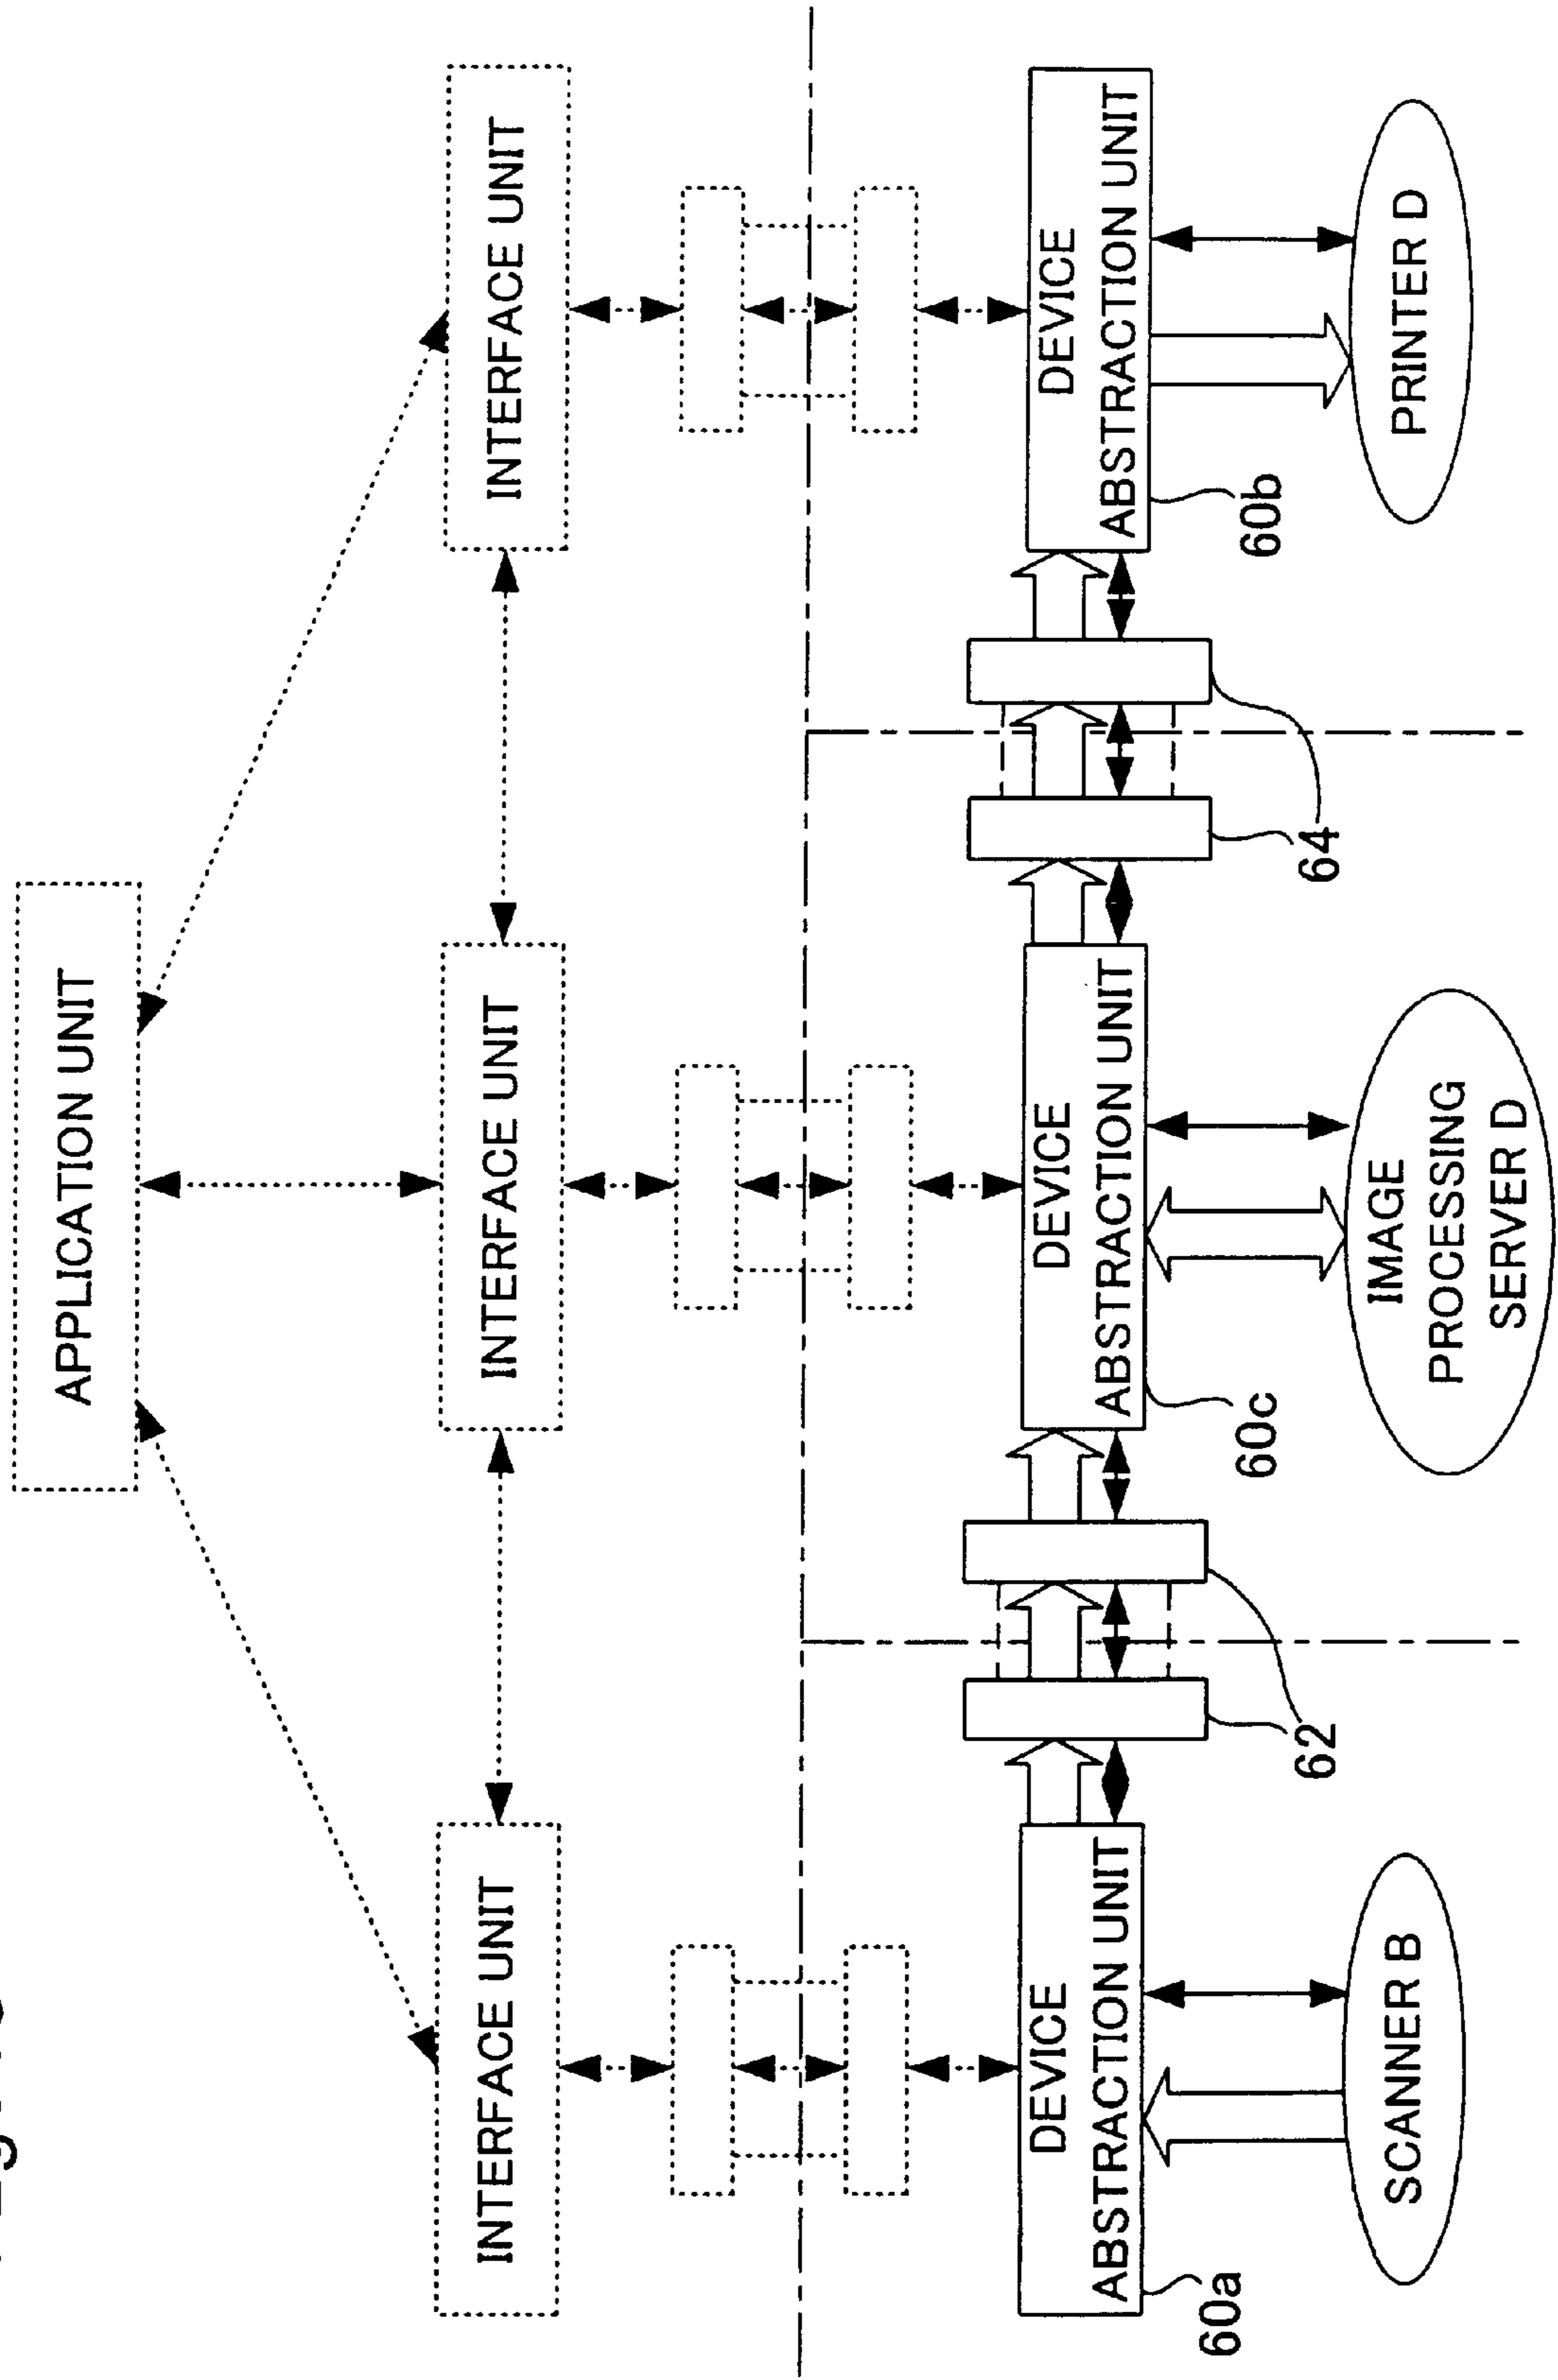 APPLICATION UNIT
INTERFACE UNIT
INTERFACE UNIT
INTERFACE UNIT
DEVICE
ABSTRACTION UNIT
DEVICE
ABSTRACTION UNIT
DEVICE
ABSTRACTION UNIT
60a
62
60c
64
60b
SCANNER B
IMAGE
PROCESSING
SERVER D
PRINTER D